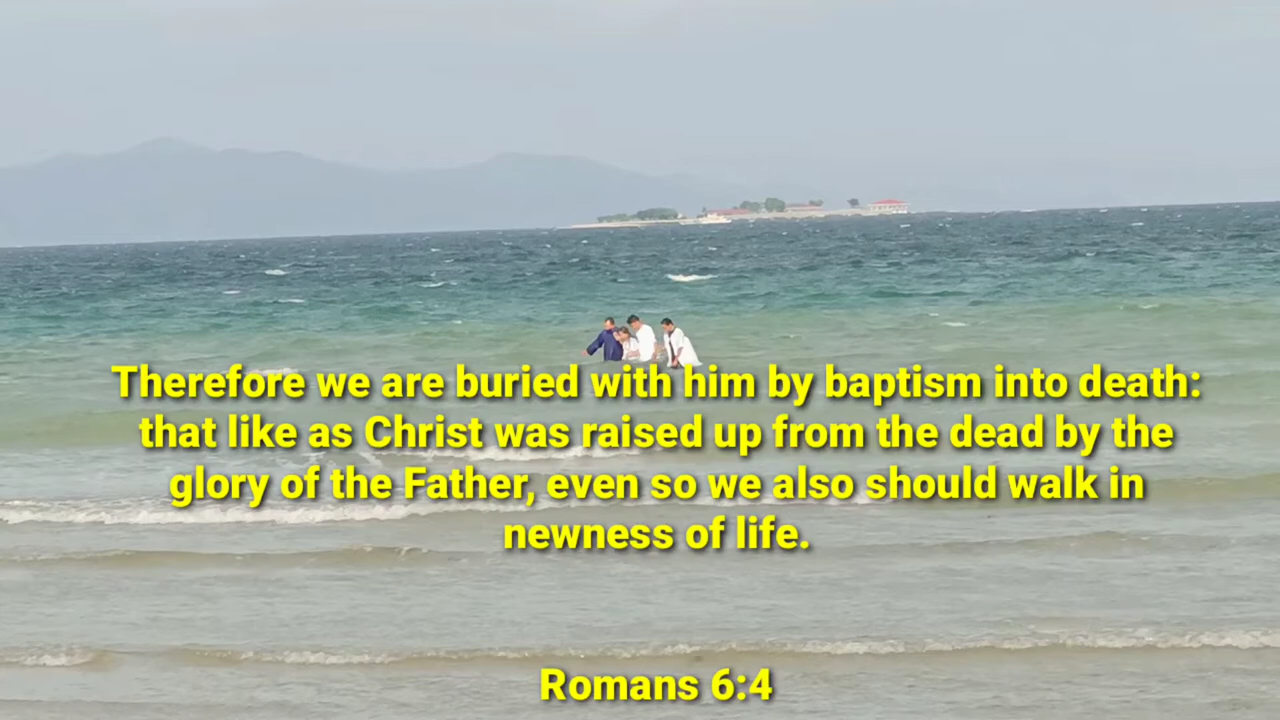 Therefore we are buried with him by baptism into death:
that like as Christ was raised up from the dead by the
glory of the Father, even so we also should walk in
newness of life.
Romans 6:4